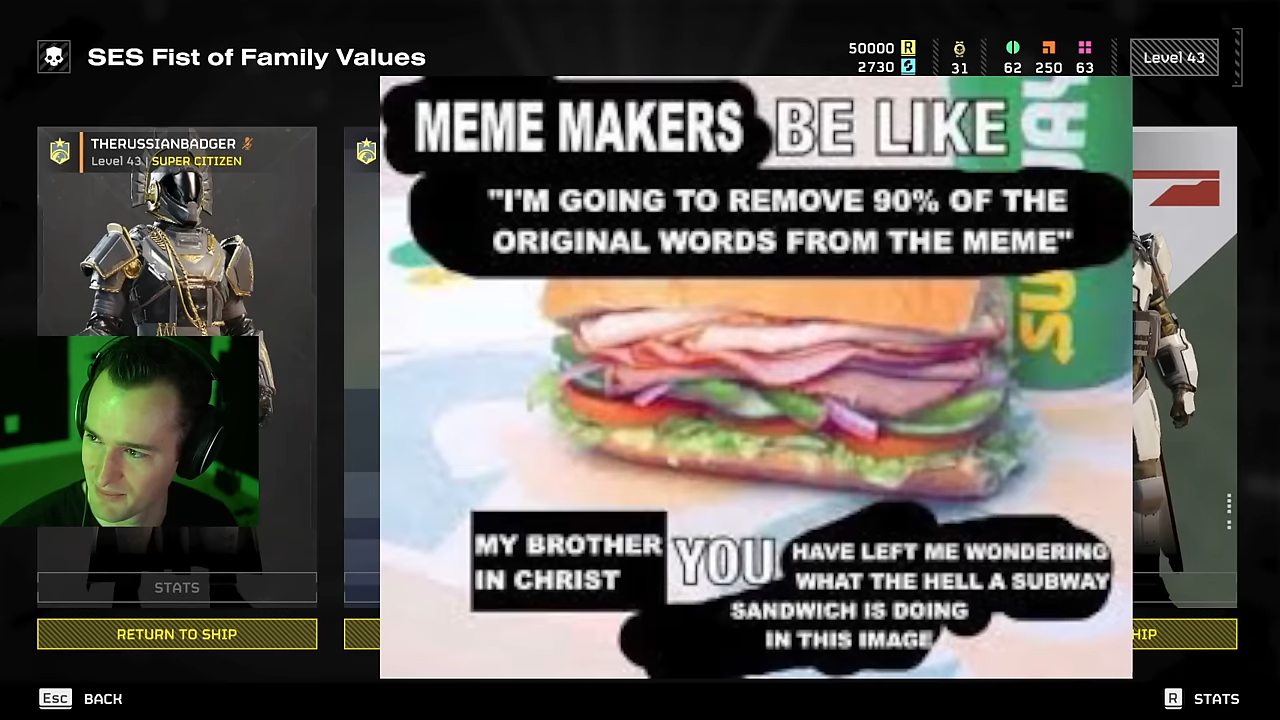 SES Fist of Family Values
50000 R
2730 S
31
62 250 63
Level 43
THERUSSIANBADGER
Level 43 | SUPER CITIZEN
MEME MAKERS BE LIKE
"I'M GOING TO REMOVE 90% OF THE
ORIGINAL WORDS FROM THE MEME"
SU
WAY
MY BROTHER
IN CHRIST
YOU
HAVE LEFT ME WONDERING
WHAT THE HELL A SUBWAY
SANDWICH IS DOING
IN THIS IMAGE
STATS
RETURN TO SHIP
HIP
Esc BACK
R STATS